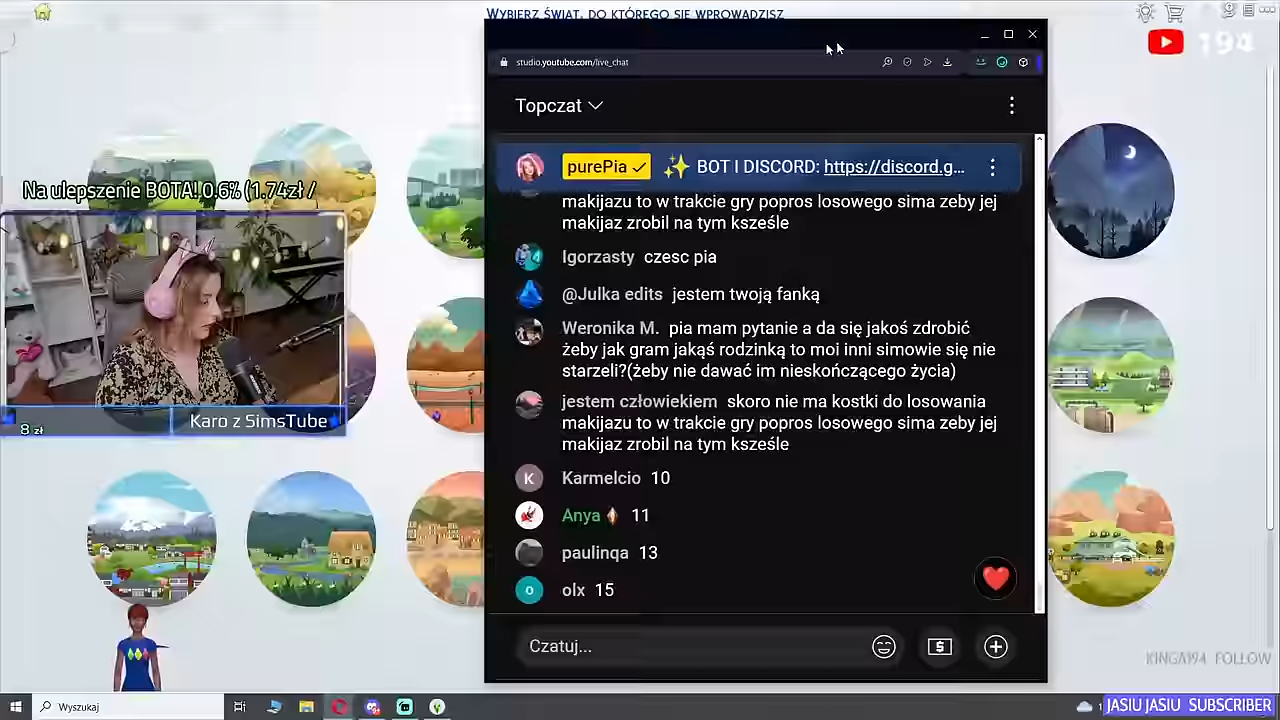 Wybierz świat, do którego się wprowadzisz
194
studio.youtube.com/live_chat
Topczat
purePia ✨ BOT I DISCORD: https://discord.g...
makijazu to w trakcie gry popros losowego sima zeby jej
makijaz zrobil na tym ksześle
Igorzasty czesc pia
@Julka edits jestem twoją fanką
Weronika M. pia mam pytanie a da się jakoś zdrobić
żeby jak gram jakąś rodzinką to moi inni simowie się nie
starzeli?(żeby nie dawać im nieskończącego życia)
jestem człowiekiem skoro nie ma kostki do losowania
makijazu to w trakcie gry popros losowego sima zeby jej
makijaz zrobil na tym ksześle
K Karmelcio 10
Anya 11
paulinqa 13
o olx 15
Czatuj...
Na ulepszenie BOTA! 0.6% (1.74zł /
8 zł
Karo z SimsTube
KINGA194 FOLLOW
Wyszukaj
JASIU JASIU SUBSCRIBER